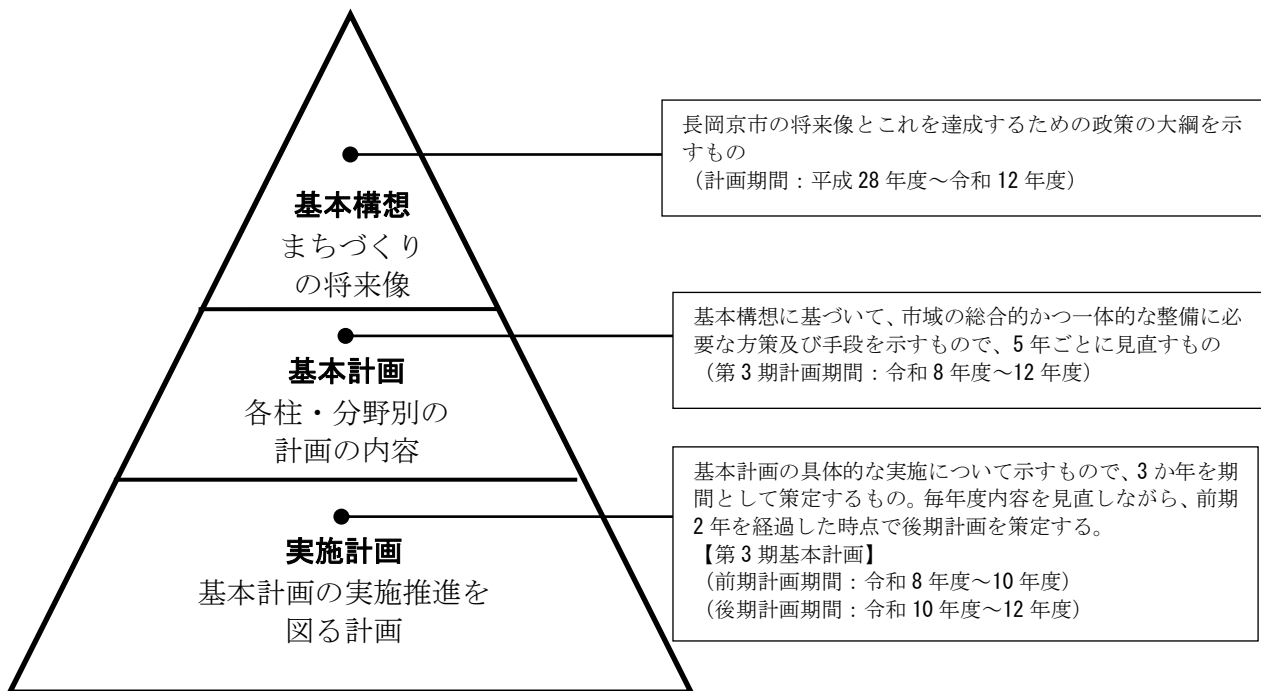 長岡京市の将来像とこれを達成するための政策の大綱を示
すもの
（計画期間：平成 28 年度～令和 12 年度）
基本構想
まちづくり
の将来像
基本構想に基づいて、市域の総合的かつ一体的な整備に必
要な方策及び手段を示すもので、5 年ごとに見直すもの
（第 3 期計画期間：令和 8 年度～12 年度）
基本計画
各柱・分野別の
計画の内容
基本計画の具体的な実施について示すもので、3 か年を期
間として策定するもの。毎年度内容を見直しながら、前期
2 年を経過した時点で後期計画を策定する。
【第 3 期基本計画】
（前期計画期間：令和 8 年度～10 年度）
（後期計画期間：令和 10 年度～12 年度）
実施計画
基本計画の実施推進を
図る計画